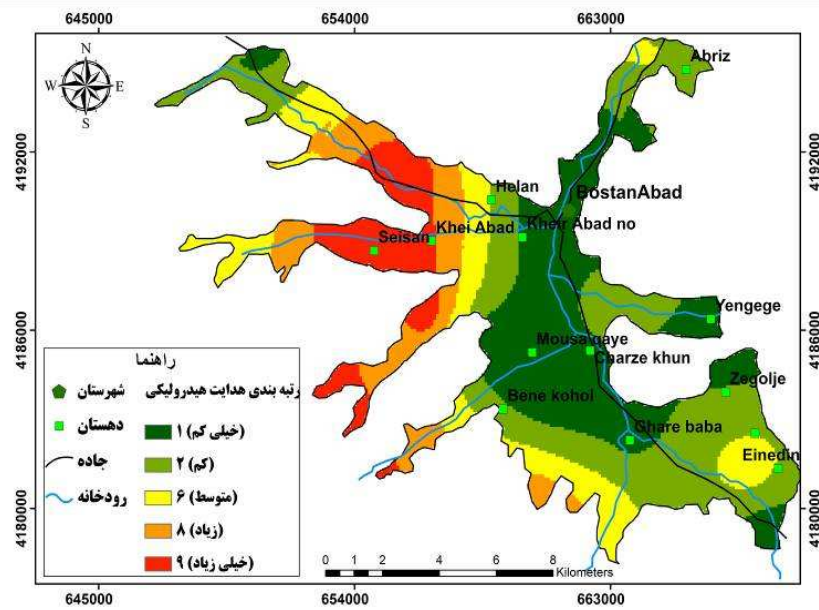 645000 654000 663000
N
W E
S
4192000 4192000
4186000 4186000
4180000 4180000
Abriz
Helan
BostanAbad
Khei Abad
Kheir Abad no
Seisan
Yengege
Mousa qaye
Charze khun
Zegolje
Bene kohol
Ghare baba
Einedin
راهنما
شهرستان
رتبه بندی هدایت هیدرولیکی
دهستان
۱ (خیلی کم)
جاده
۲ (کم)
رودخانه
۶ (متوسط)
۸ (زیاد)
۹ (خیلی زیاد)
0 2 4 6 8
Kilometers
645000 654000 663000